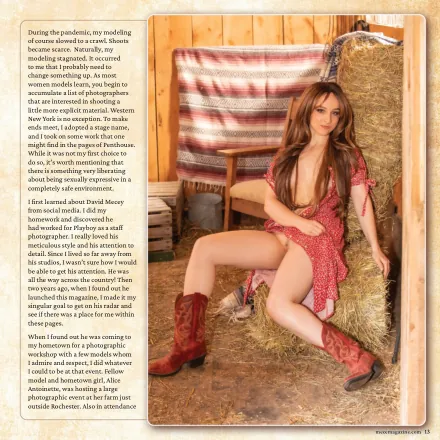 During the pandemic, my modeling
of course slowed to a crawl. Shoots
became scarce. Naturally, my
modeling stagnated. It occurred
to me that I probably need to
change something up. As most
women models learn, you begin to
accumulate a list of photographers
that are interested in shooting a
little more explicit material. Western
New York is no exception. To make
ends meet, I adopted a stage name,
and I took on some work that one
might find in the pages of Penthouse.
While it was not my first choice to
do so, it's worth mentioning that
there is something very liberating
about being sexually expressive in a
completely safe environment.
I first learned about David Mecey
from social media. I did my
homework and discovered he
had worked for Playboy as a staff
photographer. I really loved his
meticulous style and his attention to
detail. Since I lived so far away from
his studios, I wasn't sure how I would
be able to get his attention. He was
all the way across the country! Then
two years ago, when I found out he
launched this magazine, I made it my
singular goal to get on his radar and
see if there was a place for me within
these pages.
When I found out he was coming to
my hometown for a photographic
workshop with a few models whom
I admire and respect, I did whatever
I could to be at that event. Fellow
model and hometown girl, Alice
Antoinette, was hosting a large
photographic event at her farm just
outside Rochester. Also in attendance
13